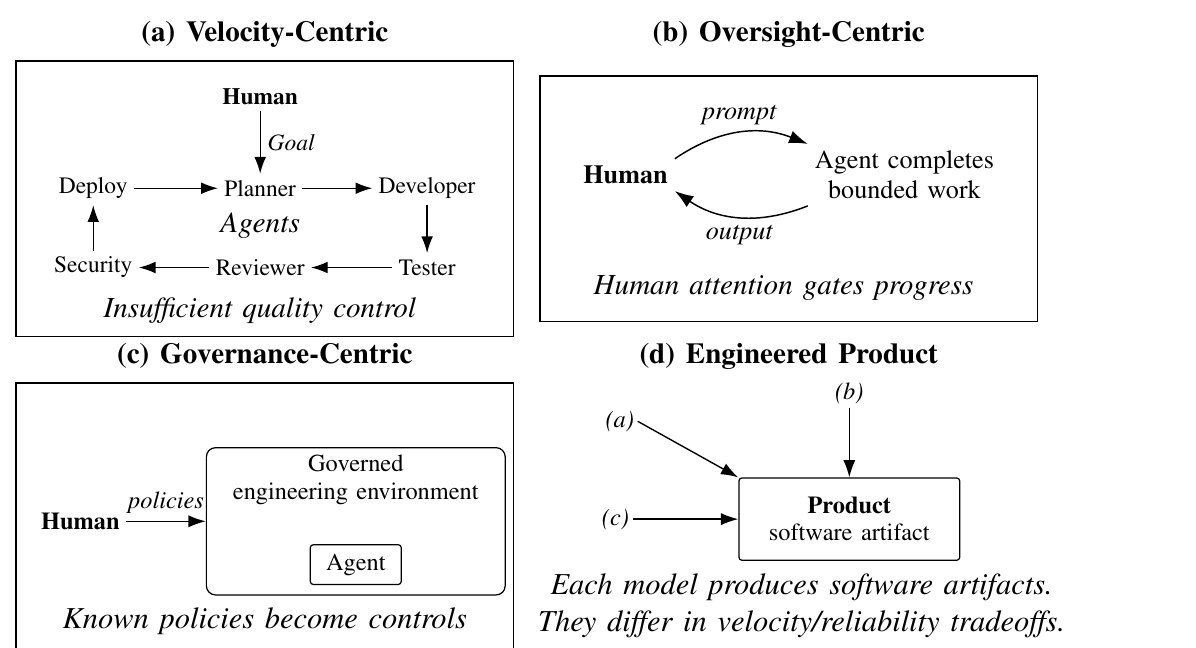 (a) Velocity-Centric
Human
Goal
Deploy
Planner
Developer
Agents
Security
Reviewer
Tester
Insufficient quality control
(b) Oversight-Centric
prompt
Human
Agent completes
bounded work
output
Human attention gates progress
(c) Governance-Centric
Governed
engineering environment
policies
Human
Agent
Known policies become controls
(d) Engineered Product
(b)
(a)
(c)
Product
software artifact
Each model produces software artifacts.
They differ in velocity/reliability tradeoffs.